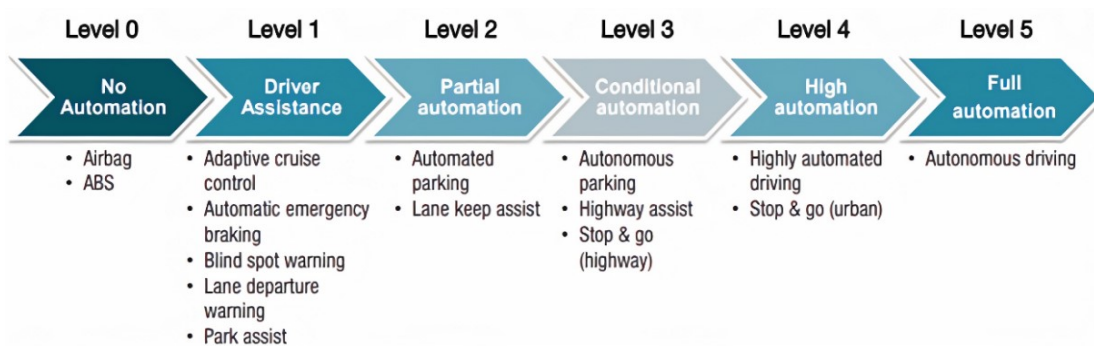 Level 0
Level 1
Level 2
Level 3
Level 4
Level 5
No
Automation
Driver
Assistance
Partial
automation
Conditional
automation
High
automation
Full
automation
• Airbag
• ABS
• Adaptive cruise
control
• Automatic emergency
braking
• Blind spot warning
• Lane departure
warning
• Park assist
• Automated
parking
• Lane keep assist
• Autonomous
parking
• Highway assist
• Stop & go
(highway)
• Highly automated
driving
• Stop & go (urban)
• Autonomous driving